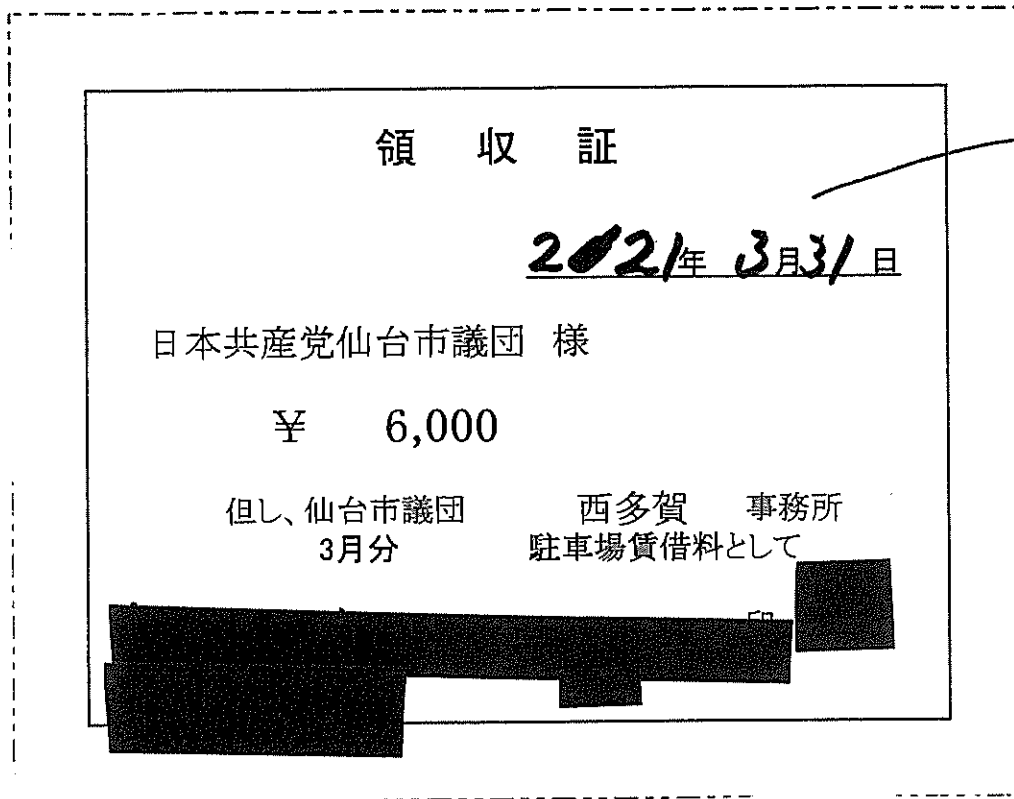 領 収 証
2021年 3月31日
日本共産党仙台市議団 様
¥ 6,000
但し、仙台市議団 西多賀 事務所
3月分 駐車場賃借料として
印